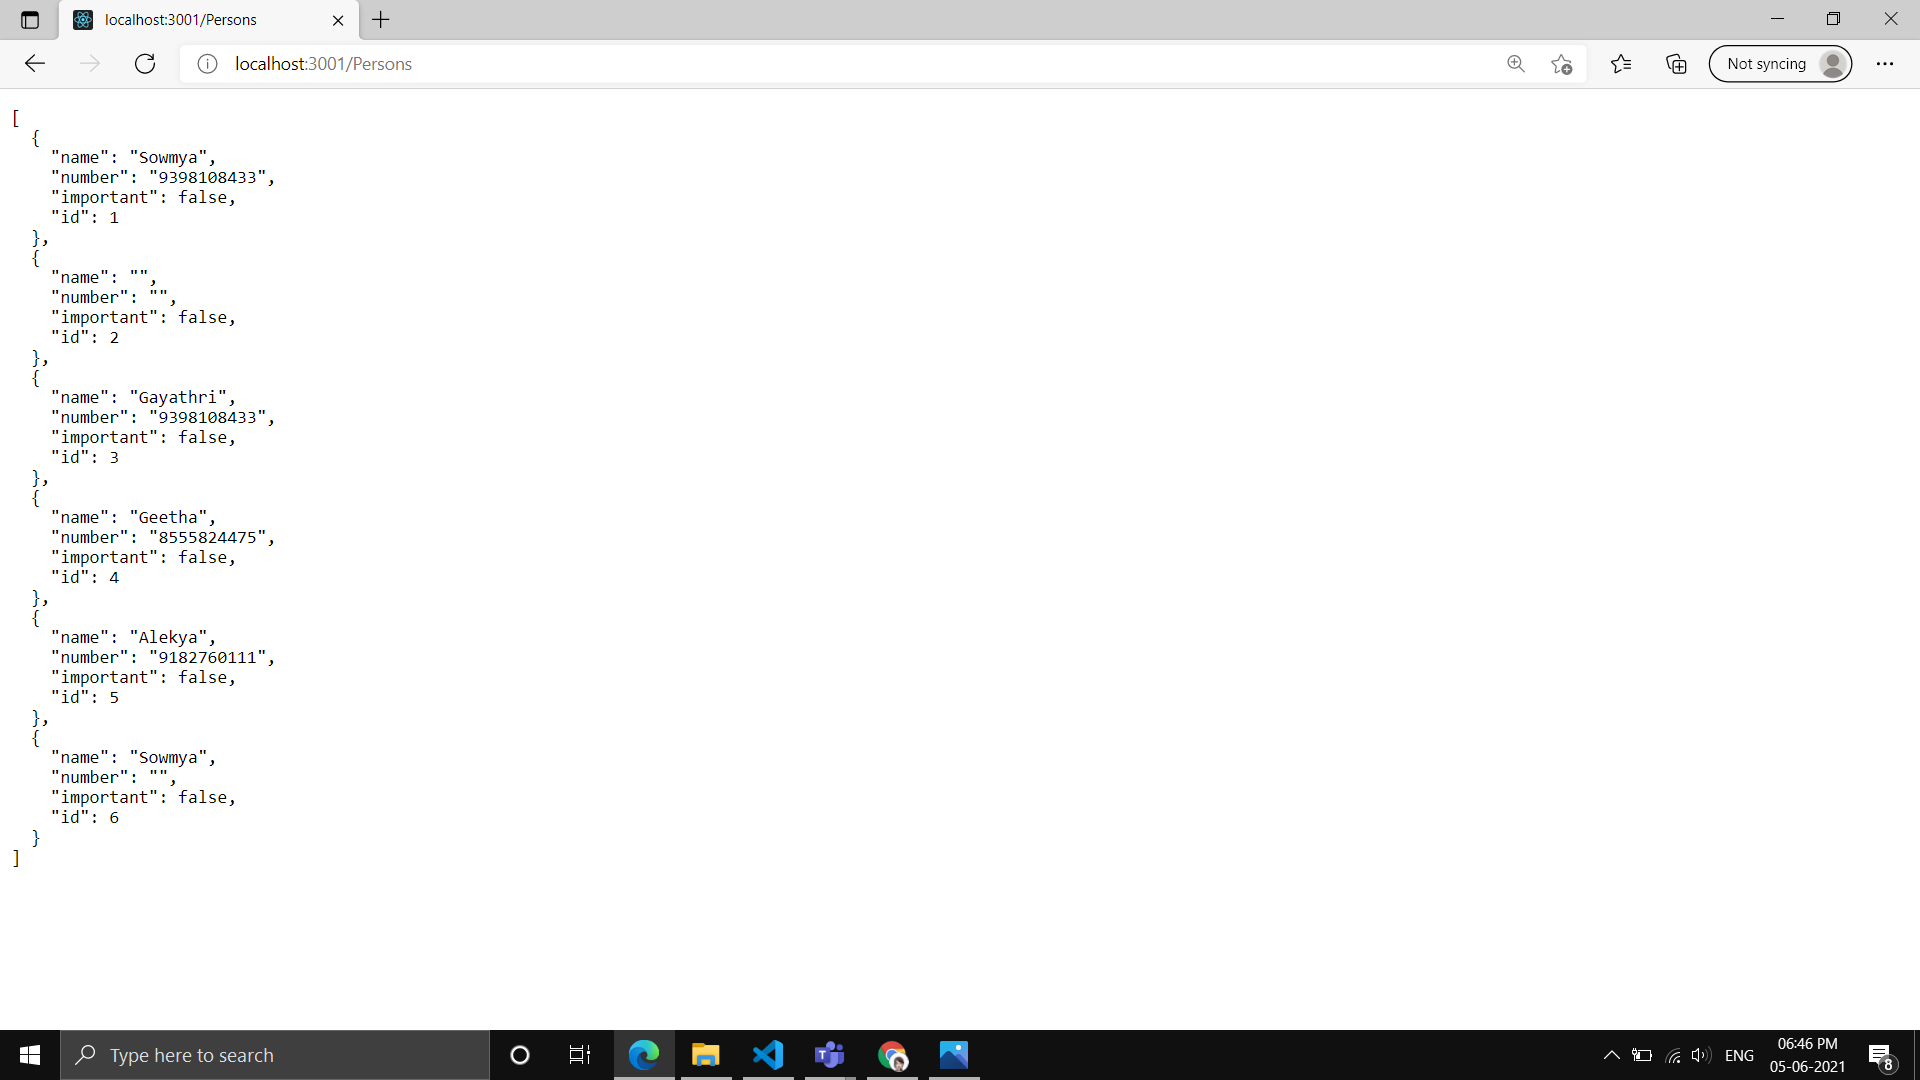 localhost:3001/Persons
localhost:3001/Persons
Not syncing
[
  {
    "name": "Sowmya",
    "number": "9398108433",
    "important": false,
    "id": 1
  },
  {
    "name": "",
    "number": "",
    "important": false,
    "id": 2
  },
  {
    "name": "Gayathri",
    "number": "9398108433",
    "important": false,
    "id": 3
  },
  {
    "name": "Geetha",
    "number": "8555824475",
    "important": false,
    "id": 4
  },
  {
    "name": "Alekya",
    "number": "9182760111",
    "important": false,
    "id": 5
  },
  {
    "name": "Sowmya",
    "number": "",
    "important": false,
    "id": 6
  }
]
Type here to search
T
ENG
06:46 PM
05-06-2021
8